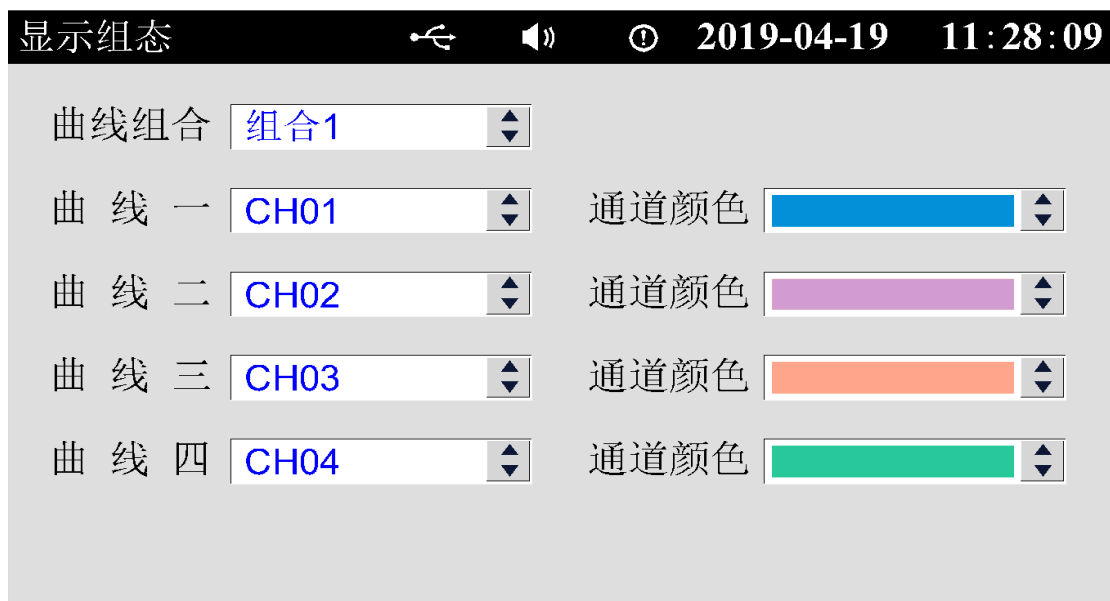 显示组态 2019-04-19 11:28:09
曲线组合 组合1
曲线一 CH01 通道颜色
曲线二 CH02 通道颜色
曲线三 CH03 通道颜色
曲线四 CH04 通道颜色